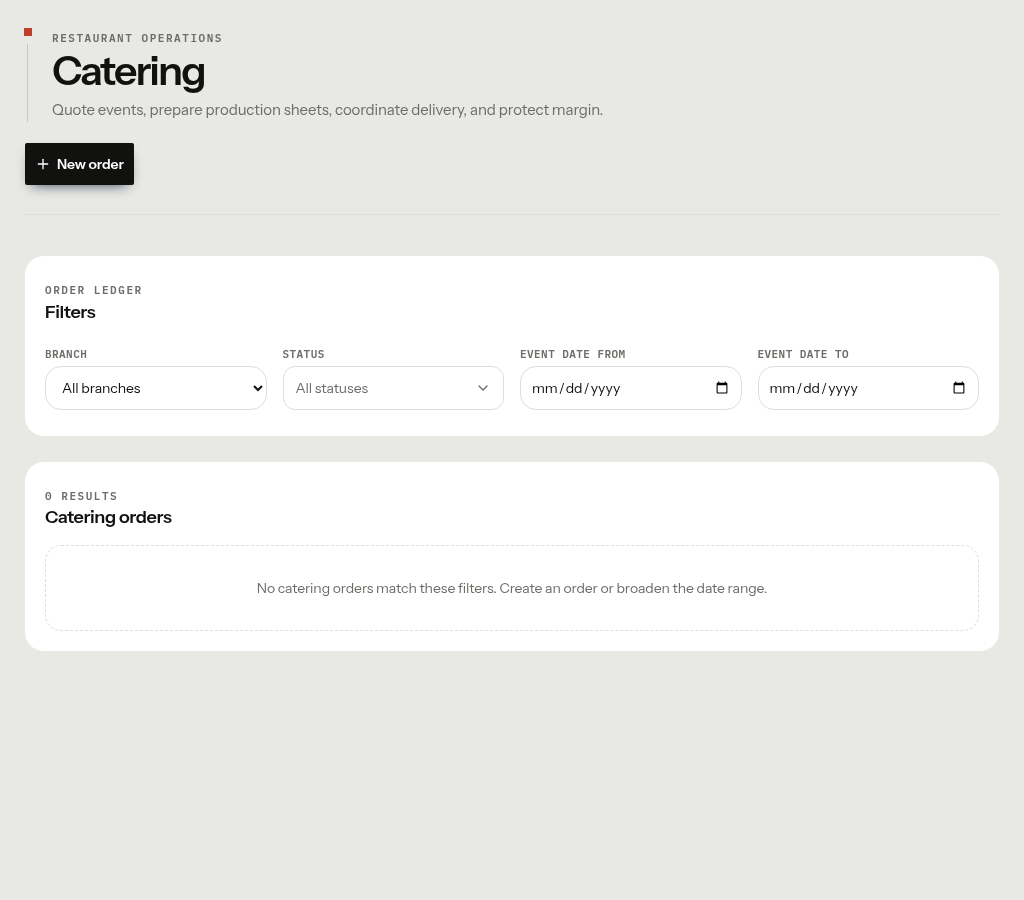 RESTAURANT OPERATIONS
Catering
Quote events, prepare production sheets, coordinate delivery, and protect margin.
New order
ORDER LEDGER
Filters
BRANCH STATUS EVENT DATE FROM EVENT DATE TO
All branches All statuses mm/dd/yyyy mm/dd/yyyy
0 RESULTS
Catering orders
No catering orders match these filters. Create an order or broaden the date range.